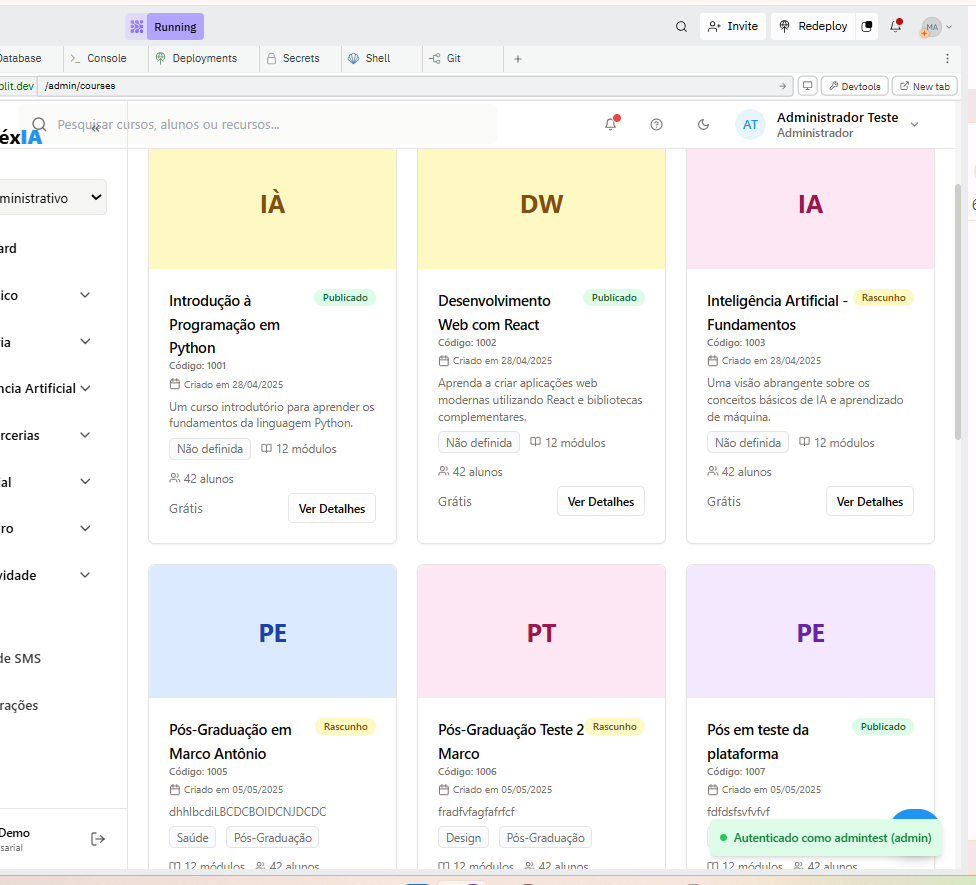 Running
Invite
Redeploy
MA
Database
Console
Deployments
Secrets
Shell
Git
plit.dev
/admin/courses
Devtools
New tab
éxIA
Pesquisar cursos, alunos ou recursos...
AT
Administrador Teste
Administrador
ministrativo
ard
ico
ia
ncia Artificial
rcerias
ial
iro
vidade
de SMS
rações
Demo
sarial
IÀ
Introdução à
Programação em
Python
Publicado
Código: 1001
Criado em 28/04/2025
Um curso introdutório para aprender os
fundamentos da linguagem Python.
Não definida
12 módulos
42 alunos
Grátis
Ver Detalhes
DW
Desenvolvimento
Web com React
Publicado
Código: 1002
Criado em 28/04/2025
Aprenda a criar aplicações web
modernas utilizando React e bibliotecas
complementares.
Não definida
12 módulos
42 alunos
Grátis
Ver Detalhes
IA
Inteligência Artificial -
Fundamentos
Rascunho
Código: 1003
Criado em 28/04/2025
Uma visão abrangente sobre os
conceitos básicos de IA e aprendizado
de máquina.
Não definida
12 módulos
42 alunos
Grátis
Ver Detalhes
PE
Pós-Graduação em
Marco Antônio
Rascunho
Código: 1005
Criado em 05/05/2025
dhhlbcdiLBCDCBOIDCNJDCDC
Saúde
Pós-Graduação
12 módulos
42 alunos
PT
Pós-Graduação Teste 2
Marco
Rascunho
Código: 1006
Criado em 05/05/2025
fradfvfagfafrfcf
Design
Pós-Graduação
12 módulos
42 alunos
PE
Pós em teste da
plataforma
Publicado
Código: 1007
Criado em 05/05/2025
fdfdsfsvfvfvf
Autenticado como admintest (admin)
12 módulos
42 alunos